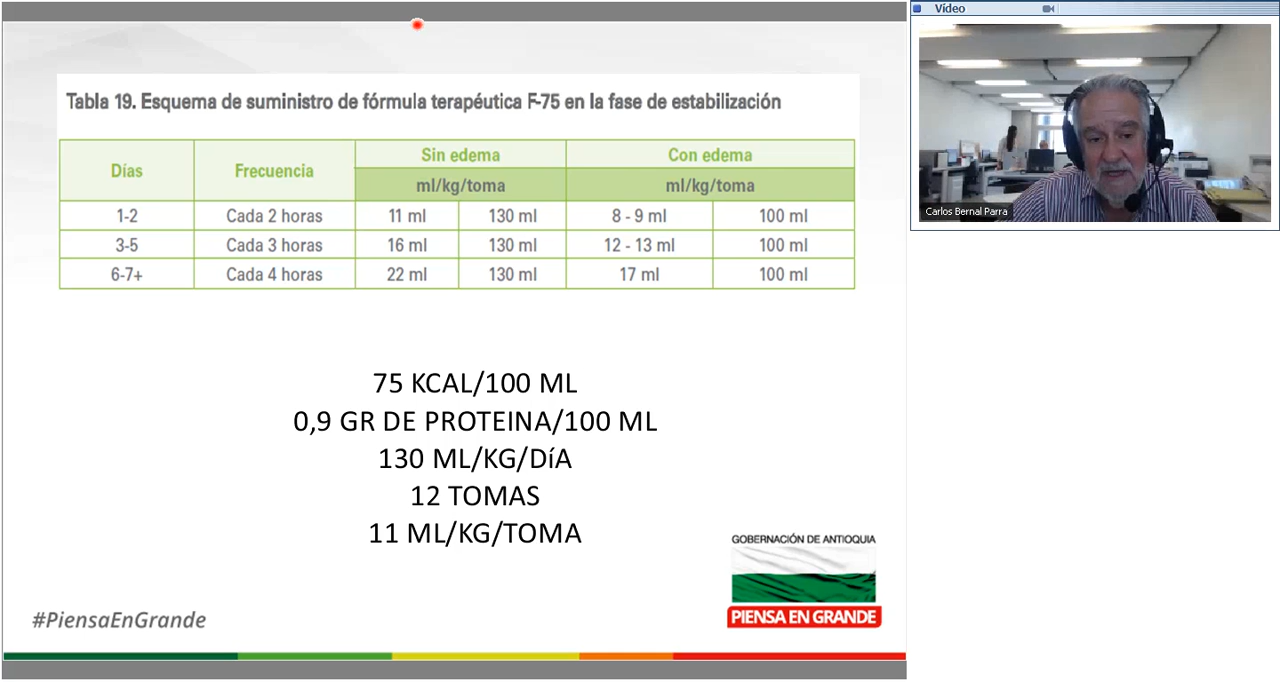 Tabla 19. Esquema de suministro de fórmula terapéutica F-75 en la fase de estabilización
Días Frecuencia Sin edema Con edema
ml/kg/toma ml/kg/toma
1-2 Cada 2 horas 11 ml 130 ml 8 - 9 ml 100 ml
3-5 Cada 3 horas 16 ml 130 ml 12 - 13 ml 100 ml
6-7+ Cada 4 horas 22 ml 130 ml 17 ml 100 ml
75 KCAL/100 ML
0,9 GR DE PROTEINA/100 ML
130 ML/KG/DíA
12 TOMAS
11 ML/KG/TOMA
GOBERNACIÓN DE ANTIOQUIA
PIENSA EN GRANDE
#PiensaEnGrande
Vídeo
Carlos Bernal Parra